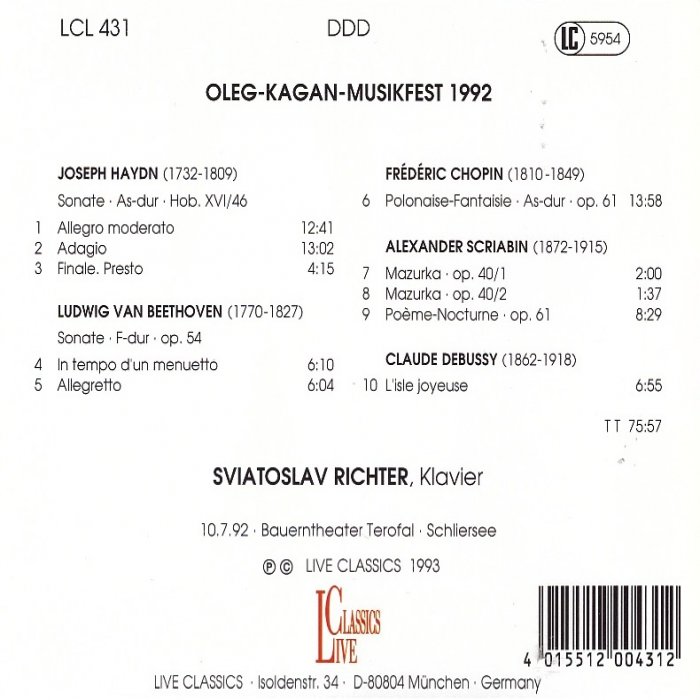 LCL 431
DDD
LC 5954
OLEG-KAGAN-MUSIKFEST 1992
JOSEPH HAYDN (1732-1809)
Sonate · As-dur · Hob. XVI/46
1 Allegro moderato 12:41
2 Adagio 13:02
3 Finale. Presto 4:15
LUDWIG VAN BEETHOVEN (1770-1827)
Sonate · F-dur · op. 54
4 In tempo d'un menuetto 6:10
5 Allegretto 6:04
FRÉDÉRIC CHOPIN (1810-1849)
6 Polonaise-Fantaisie · As-dur · op. 61 13:58
ALEXANDER SCRIABIN (1872-1915)
7 Mazurka · op. 40/1 2:00
8 Mazurka · op. 40/2 1:37
9 Poème-Nocturne · op. 61 8:29
CLAUDE DEBUSSY (1862-1918)
10 L'isle joyeuse 6:55
TT 75:57
SVIATOSLAV RICHTER, Klavier
10.7.92 · Bauerntheater Terofal · Schliersee
℗ © LIVE CLASSICS 1993
CLASSICS
LIVE
LIVE CLASSICS · Isoldenstr. 34 · D-80804 München · Germany
4 015512 004312